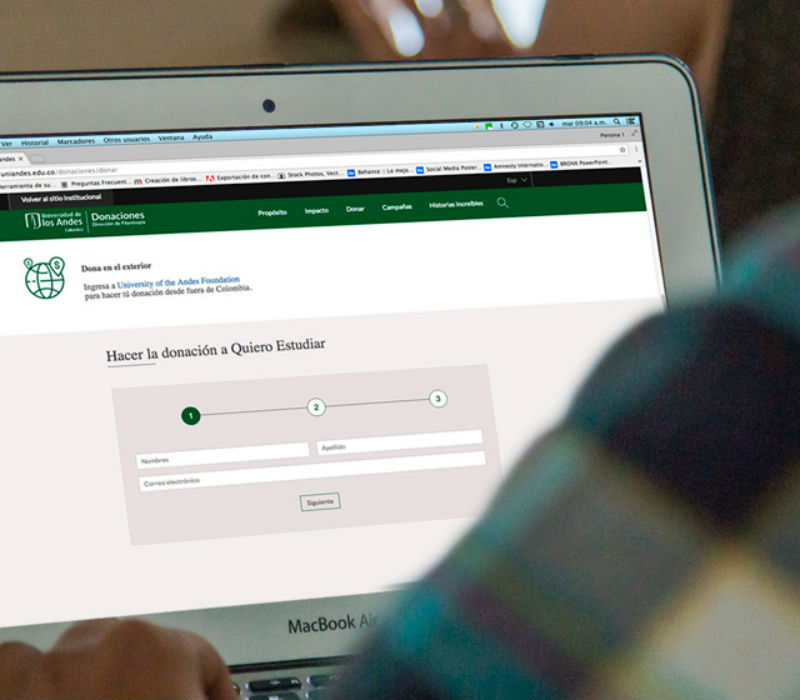 Ver Historial Marcadores Otros usuarios Ventana Ayuda
mar 09:04 a.m.
andes ×
Persona 1
uniandes.edu.co/donaciones/donar
Herramienta de su... Preguntas Frecuent... Creación de libros... Exportación de con... Stock Photos, Vect... Behance :: Lo mejo... Social Media Poster... Amnesty Internatio... BRONX PowerPoint...
Volver al sitio institucional
Esp
Universidad de los Andes
Colombia
Donaciones
Dirección de Filantropía
Propósito Impacto Donar Campañas Historias Increíbles
Dona en el exterior
Ingresa a University of the Andes Foundation
para hacer tú donación desde fuera de Colombia.
Hacer la donación a Quiero Estudiar
1 2 3
Nombres Apellido
Correo electrónico
Siguiente
MacBook Air